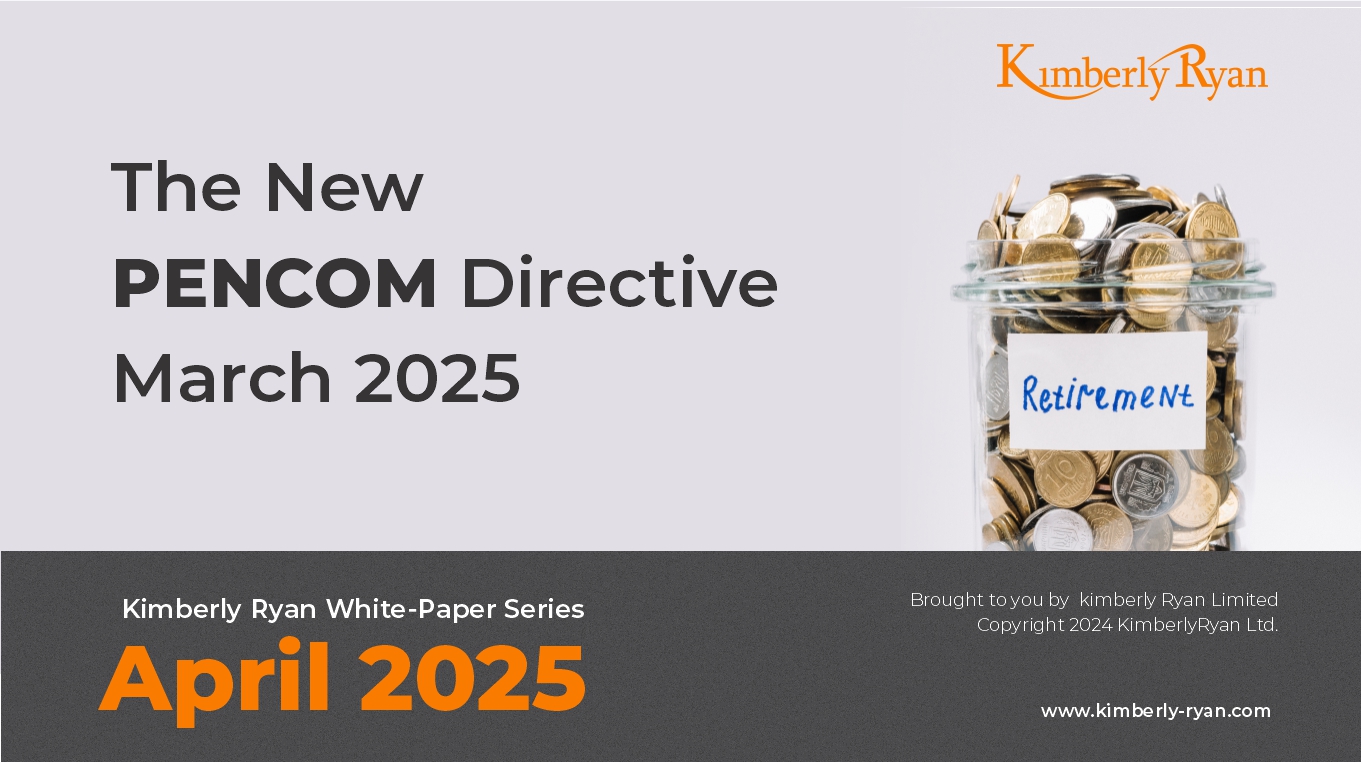 Kimberly Ryan
The New
PENCOM Directive
March 2025
Retirement
10
Kimberly Ryan White-Paper Series
April 2025
Brought to you by kimberly Ryan Limited
Copyright 2024 KimberlyRyan Ltd.
www.kimberly-ryan.com